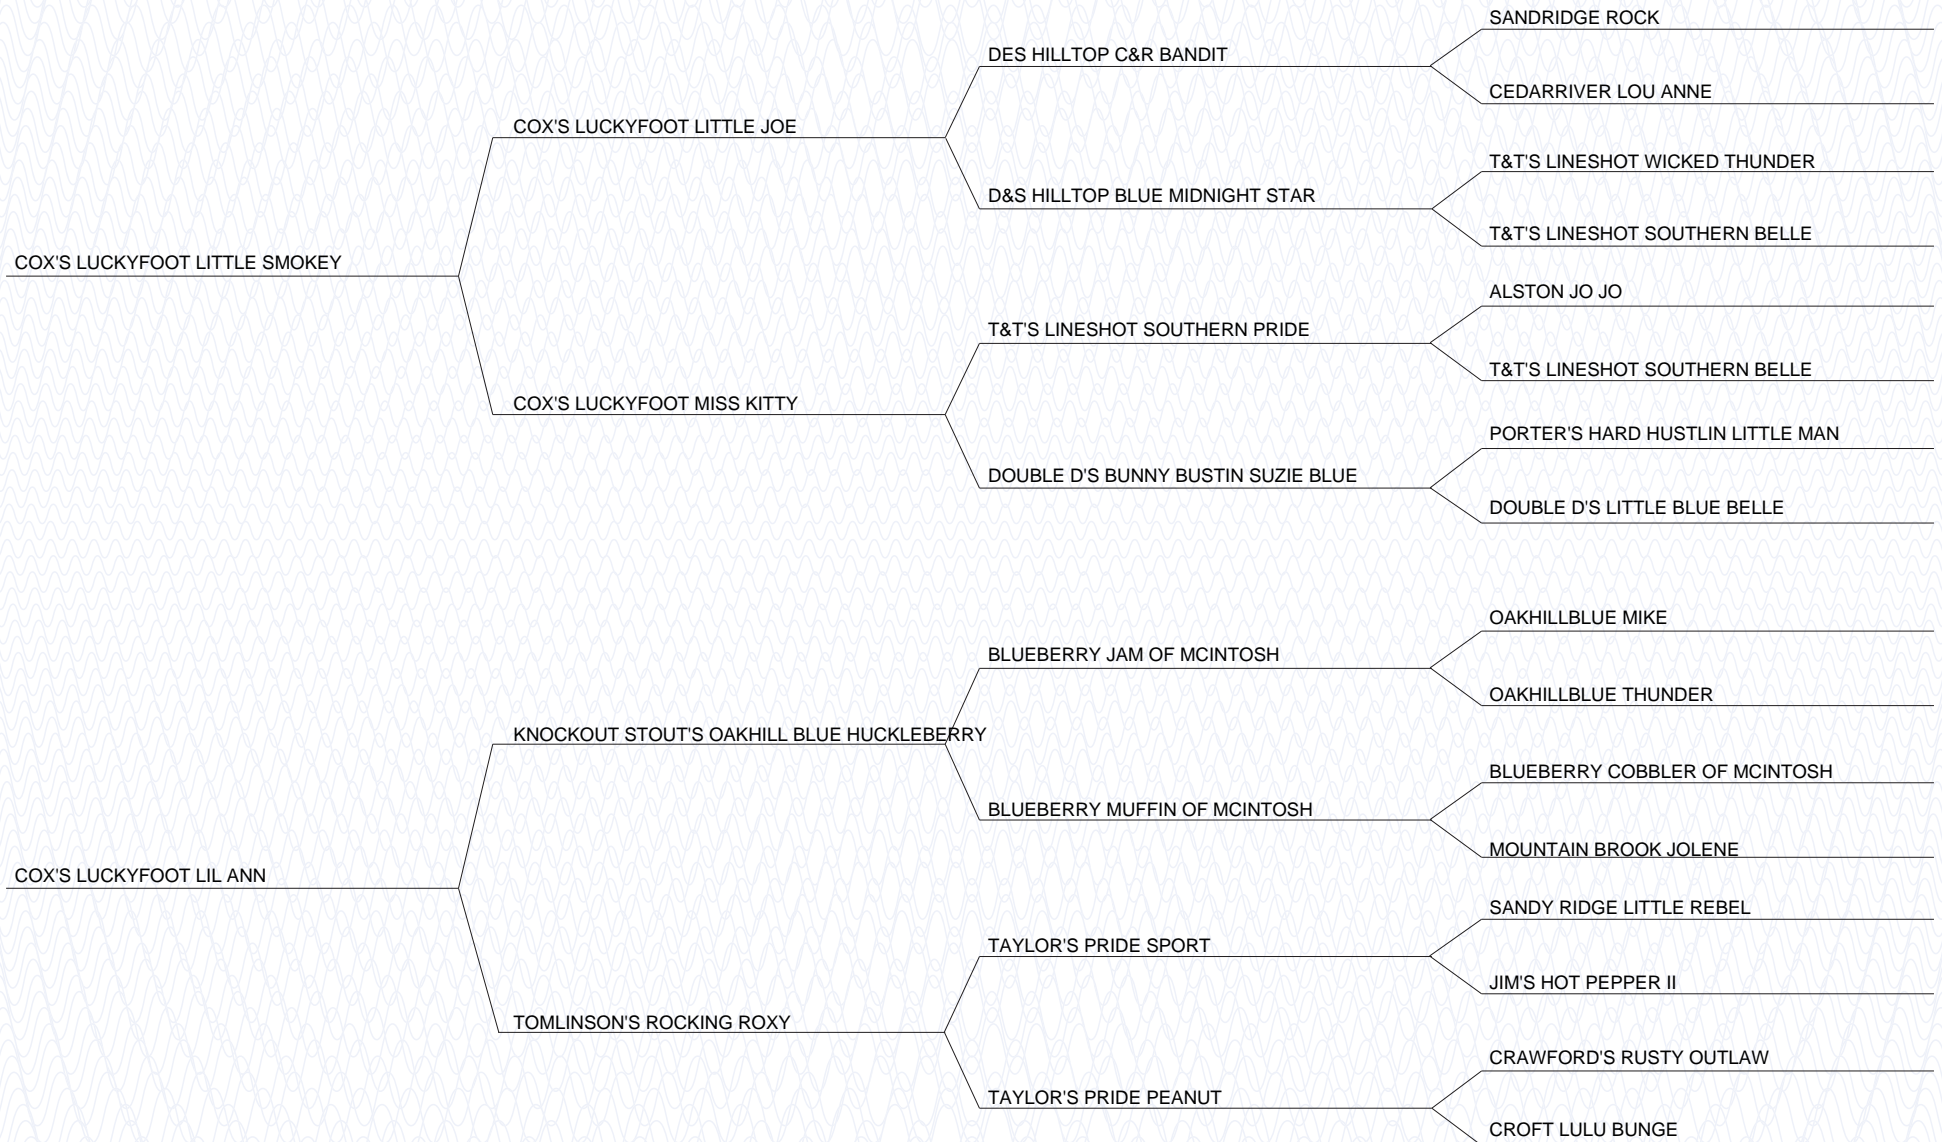 SANDRIDGE ROCK
DES HILLTOP C&R BANDIT
CEDARRIVER LOU ANNE
COX'S LUCKYFOOT LITTLE JOE
T&T'S LINESHOT WICKED THUNDER
D&S HILLTOP BLUE MIDNIGHT STAR
T&T'S LINESHOT SOUTHERN BELLE
COX'S LUCKYFOOT LITTLE SMOKEY
ALSTON JO JO
T&T'S LINESHOT SOUTHERN PRIDE
T&T'S LINESHOT SOUTHERN BELLE
COX'S LUCKYFOOT MISS KITTY
PORTER'S HARD HUSTLIN LITTLE MAN
DOUBLE D'S BUNNY BUSTIN SUZIE BLUE
DOUBLE D'S LITTLE BLUE BELLE
OAKHILLBLUE MIKE
BLUEBERRY JAM OF MCINTOSH
OAKHILLBLUE THUNDER
KNOCKOUT STOUT'S OAKHILL BLUE HUCKLEBERRY
BLUEBERRY COBBLER OF MCINTOSH
BLUEBERRY MUFFIN OF MCINTOSH
MOUNTAIN BROOK JOLENE
COX'S LUCKYFOOT LIL ANN
SANDY RIDGE LITTLE REBEL
TAYLOR'S PRIDE SPORT
JIM'S HOT PEPPER II
TOMLINSON'S ROCKING ROXY
CRAWFORD'S RUSTY OUTLAW
TAYLOR'S PRIDE PEANUT
CROFT LULU BUNGE